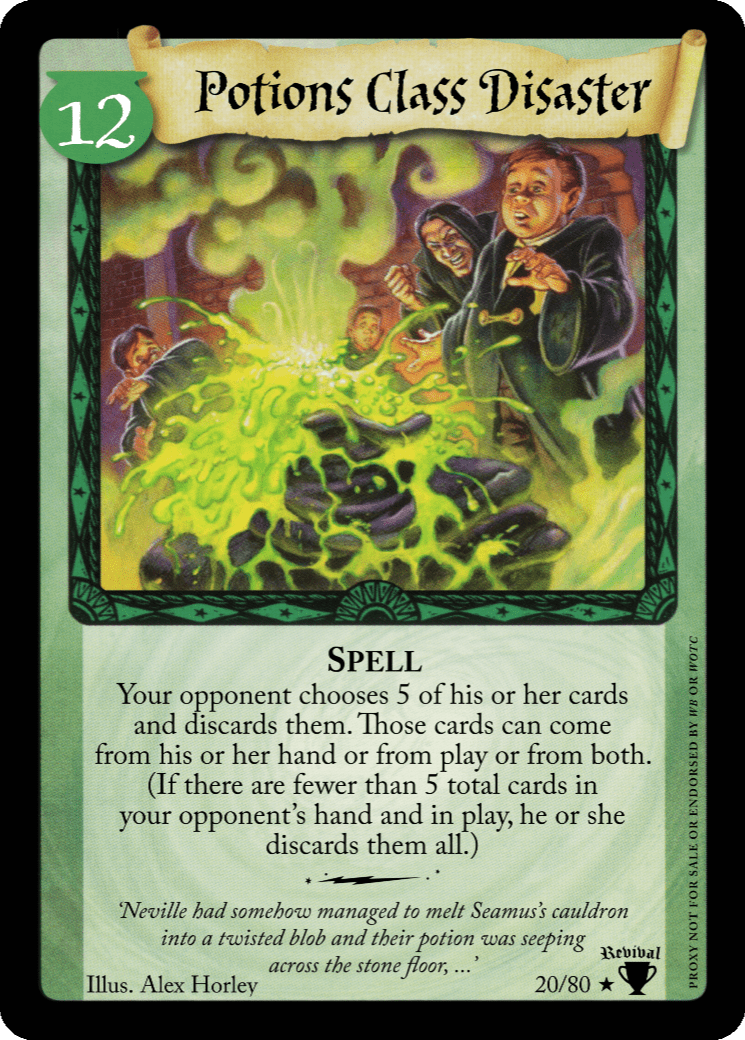 12
Potions Class Disaster
SPELL
Your opponent chooses 5 of his or her cards
and discards them. Those cards can come
from his or her hand or from play or from both.
(If there are fewer than 5 total cards in
your opponent's hand and in play, he or she
discards them all.)
'Neville had somehow managed to melt Seamus's cauldron
into a twisted blob and their potion was seeping
across the stone floor, ...'
Illus. Alex Horley
20/80 ★
Revival
PROXY NOT FOR SALE OR ENDORSED BY WB OR WOTC